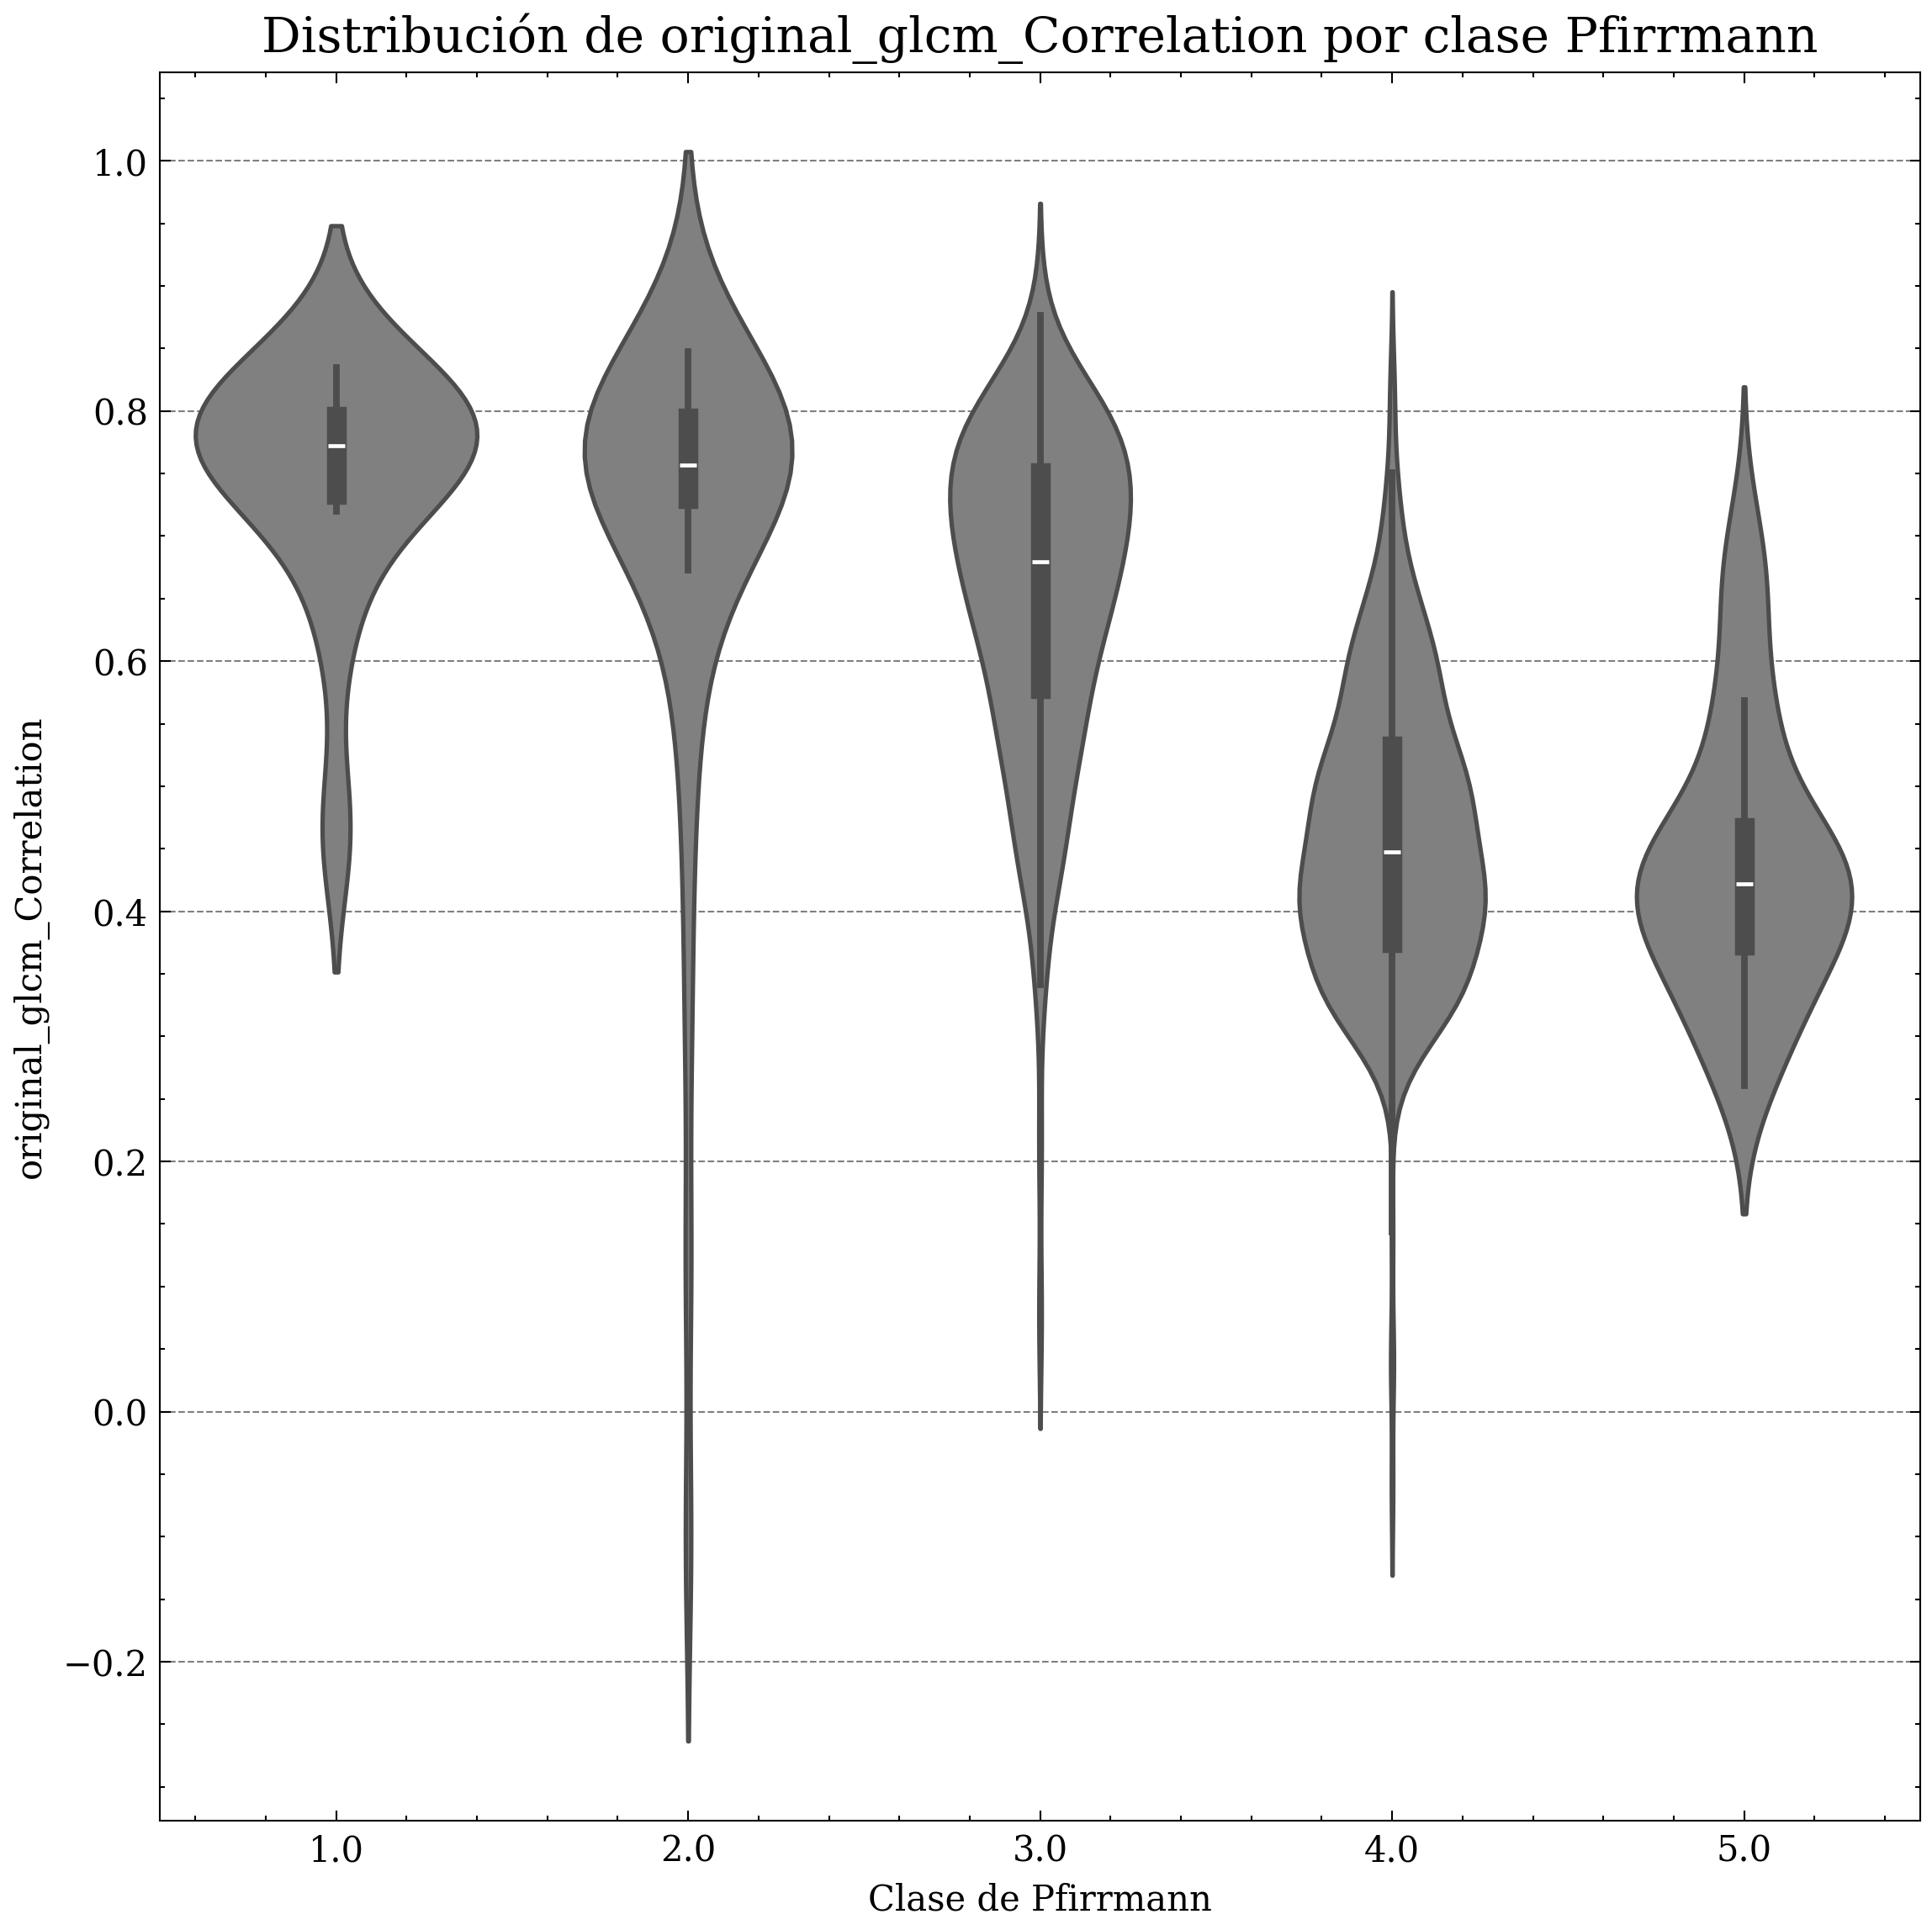 Distribución de original_glcm_Correlation por clase Pfirrmann
original_glcm_Correlation
1.0
0.8
0.6
0.4
0.2
0.0
−0.2
1.0 2.0 3.0 4.0 5.0
Clase de Pfirrmann